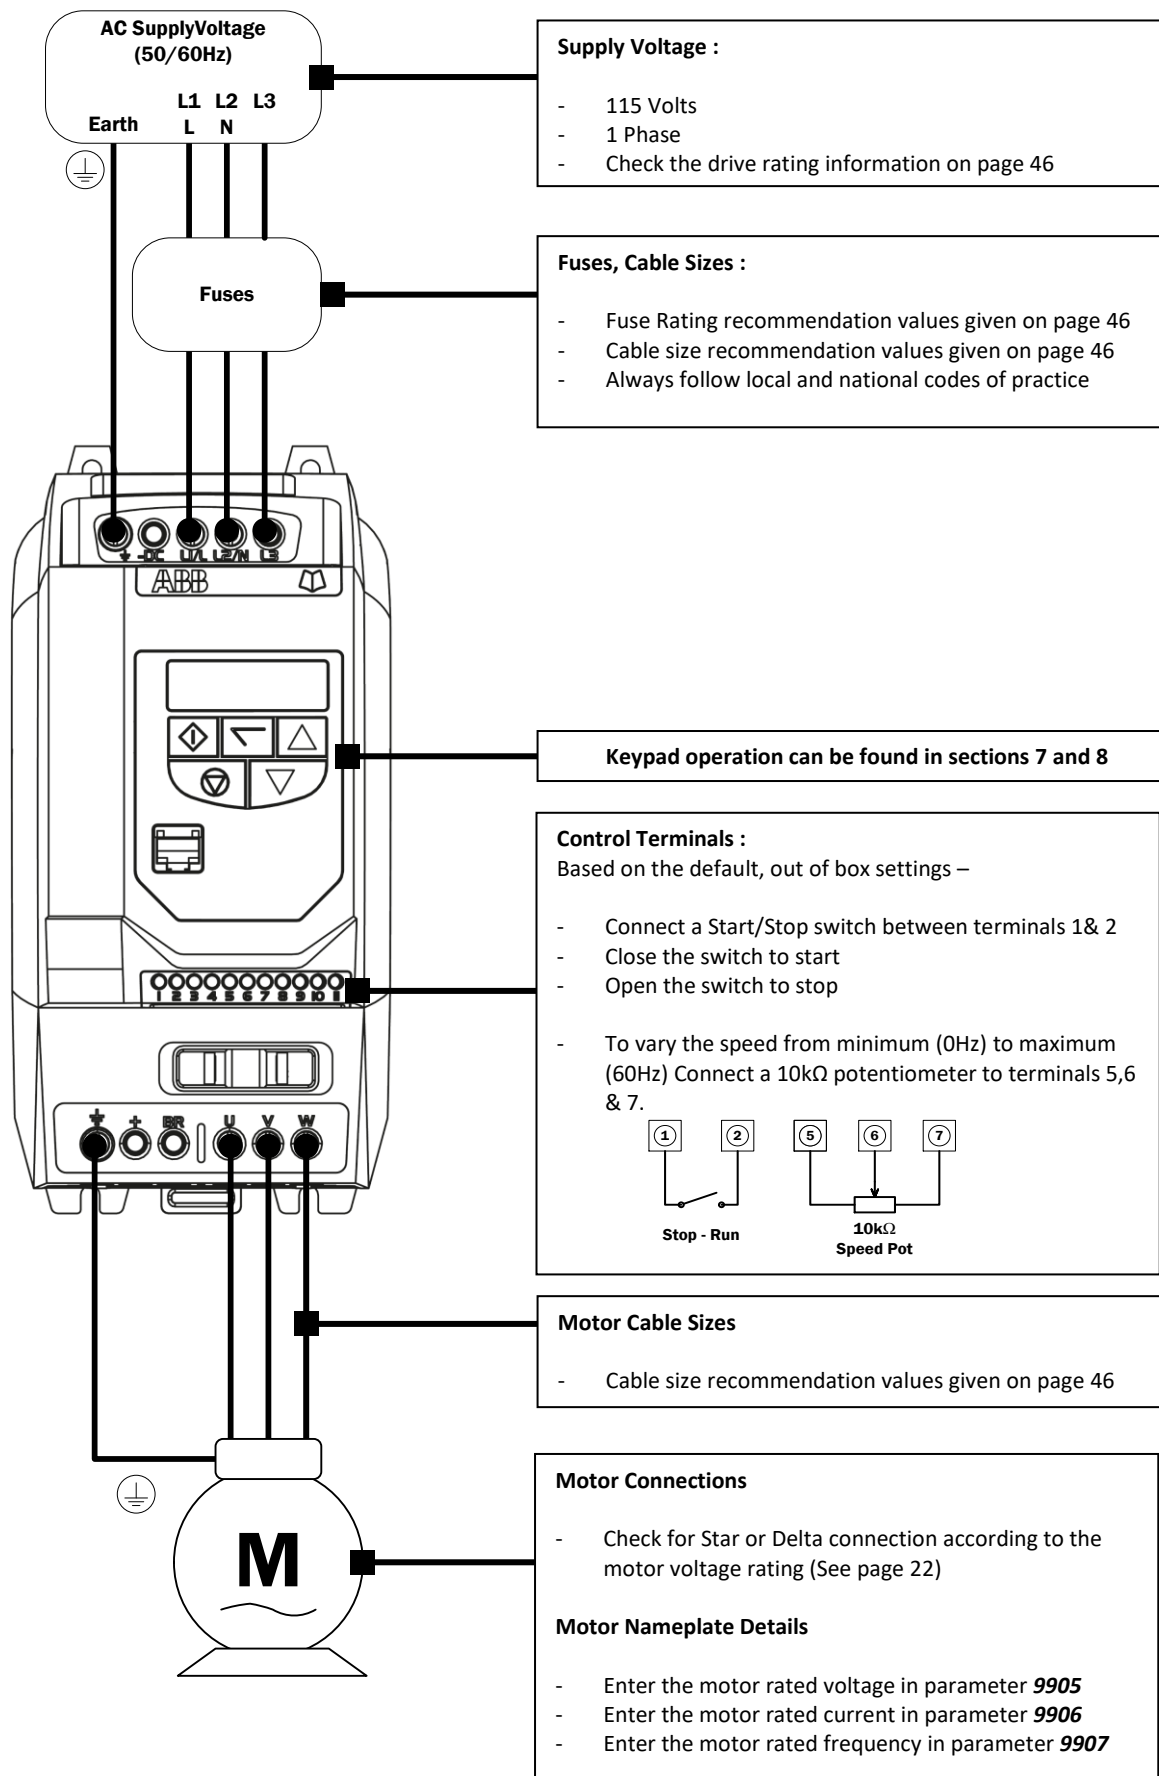 AC SupplyVoltage
(50/60Hz)
L1 L2 L3
Earth L N
Supply Voltage :
- 115 Volts
- 1 Phase
- Check the drive rating information on page 46
Fuses
Fuses, Cable Sizes :
- Fuse Rating recommendation values given on page 46
- Cable size recommendation values given on page 46
- Always follow local and national codes of practice
-DC L1/L L2/N L3
ABB
Keypad operation can be found in sections 7 and 8
Control Terminals :
Based on the default, out of box settings –
- Connect a Start/Stop switch between terminals 1& 2
- Close the switch to start
- Open the switch to stop
- To vary the speed from minimum (0Hz) to maximum
(60Hz) Connect a 10kΩ potentiometer to terminals 5,6
& 7.
1 2 5 6 7
Stop - Run
10kΩ
Speed Pot
1 2 3 4 5 6 7 8 9 10 11
+ BR U V W
Motor Cable Sizes
- Cable size recommendation values given on page 46
M
Motor Connections
- Check for Star or Delta connection according to the
motor voltage rating (See page 22)
Motor Nameplate Details
- Enter the motor rated voltage in parameter 9905
- Enter the motor rated current in parameter 9906
- Enter the motor rated frequency in parameter 9907